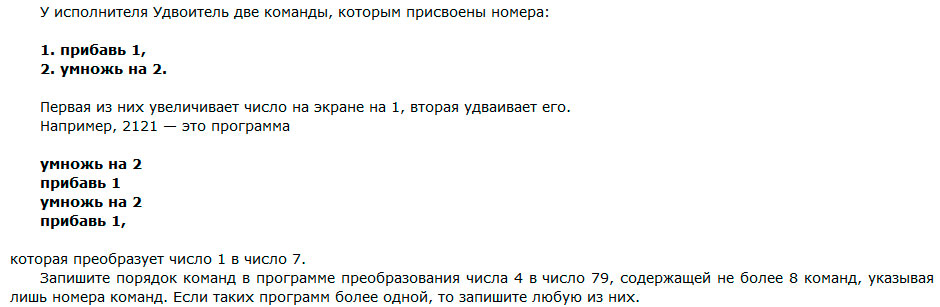 У исполнителя Удвоитель две команды, которым присвоены номера:
1. прибавь 1,
2. умножь на 2.
Первая из них увеличивает число на экране на 1, вторая удваивает его.
Например, 2121 — это программа
умножь на 2
прибавь 1
умножь на 2
прибавь 1,
которая преобразует число 1 в число 7.
Запишите порядок команд в программе преобразования числа 4 в число 79, содержащей не более 8 команд, указывая
лишь номера команд. Если таких программ более одной, то запишите любую из них.